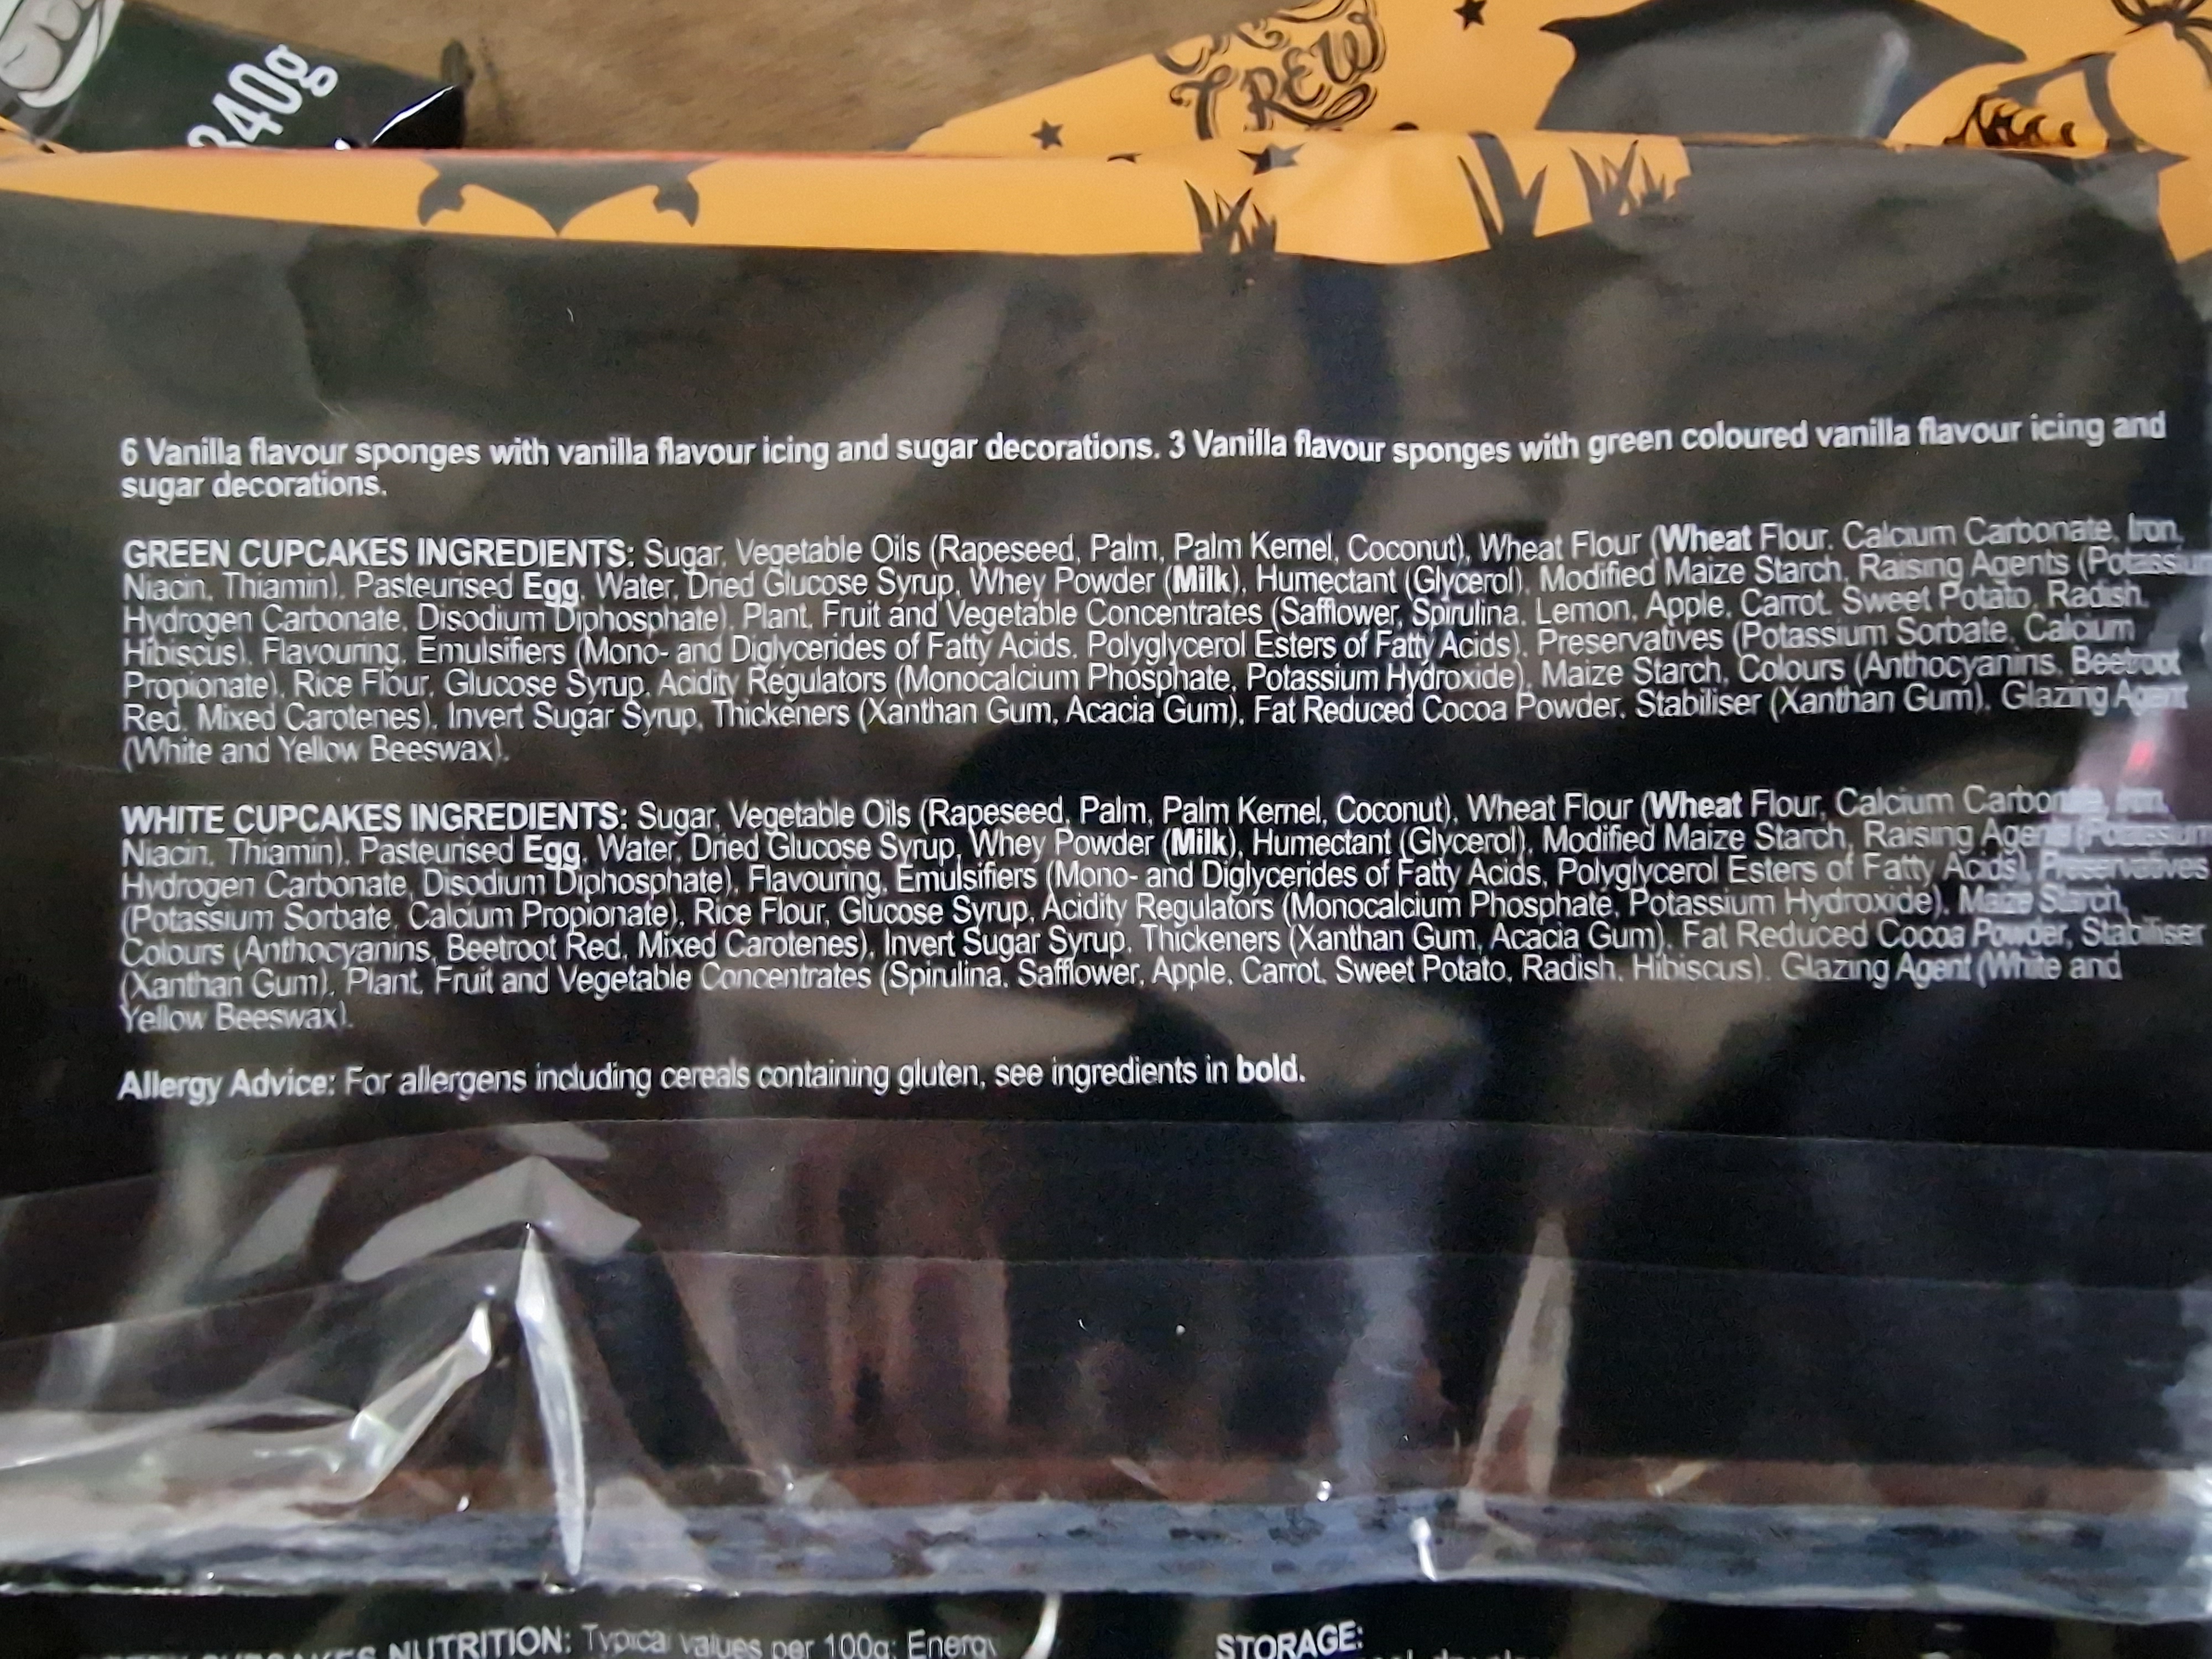 340g
CREW
6 Vanilla flavour sponges with vanilla flavour icing and sugar decorations. 3 Vanilla flavour sponges with green coloured vanilla flavour icing and
sugar decorations.
GREEN CUPCAKES INGREDIENTS: Sugar, Vegetable Oils (Rapeseed, Palm, Palm Kernel, Coconut), Wheat Flour (Wheat Flour, Calcium Carbonate, Iron,
Niacin, Thiamin), Pasteurised Egg, Water, Dried Glucose Syrup, Whey Powder (Milk), Humectant (Glycerol), Modified Maize Starch, Raising Agents (Potassium
Hydrogen Carbonate, Disodium Diphosphate), Plant, Fruit and Vegetable Concentrates (Safflower, Spirulina, Lemon, Apple, Carrot, Sweet Potato, Radish,
Hibiscus), Flavouring, Emulsifiers (Mono- and Diglycerides of Fatty Acids, Polyglycerol Esters of Fatty Acids), Preservatives (Potassium Sorbate, Calcium
Propionate), Rice Flour, Glucose Syrup, Acidity Regulators (Monocalcium Phosphate, Potassium Hydroxide), Maize Starch, Colours (Anthocyanins, Beetroot
Red, Mixed Carotenes), Invert Sugar Syrup, Thickeners (Xanthan Gum, Acacia Gum), Fat Reduced Cocoa Powder, Stabiliser (Xanthan Gum), Glazing Agent
(White and Yellow Beeswax).
WHITE CUPCAKES INGREDIENTS: Sugar, Vegetable Oils (Rapeseed, Palm, Palm Kernel, Coconut), Wheat Flour (Wheat Flour, Calcium Carbonate, Iron,
Niacin, Thiamin), Pasteurised Egg, Water, Dried Glucose Syrup, Whey Powder (Milk), Humectant (Glycerol), Modified Maize Starch, Raising Agents (Potassium
Hydrogen Carbonate, Disodium Diphosphate), Flavouring, Emulsifiers (Mono- and Diglycerides of Fatty Acids, Polyglycerol Esters of Fatty Acids), Preservatives
(Potassium Sorbate, Calcium Propionate), Rice Flour, Glucose Syrup, Acidity Regulators (Monocalcium Phosphate, Potassium Hydroxide), Maize Starch,
Colours (Anthocyanins, Beetroot Red, Mixed Carotenes), Invert Sugar Syrup, Thickeners (Xanthan Gum, Acacia Gum), Fat Reduced Cocoa Powder, Stabiliser
(Xanthan Gum), Plant, Fruit and Vegetable Concentrates (Spirulina, Safflower, Apple, Carrot, Sweet Potato, Radish, Hibiscus), Glazing Agent (White and
Yellow Beeswax).
Allergy Advice: For allergens including cereals containing gluten, see ingredients in bold.
CUPCAKES NUTRITION: Typical values per 100g: Energy
STORAGE: